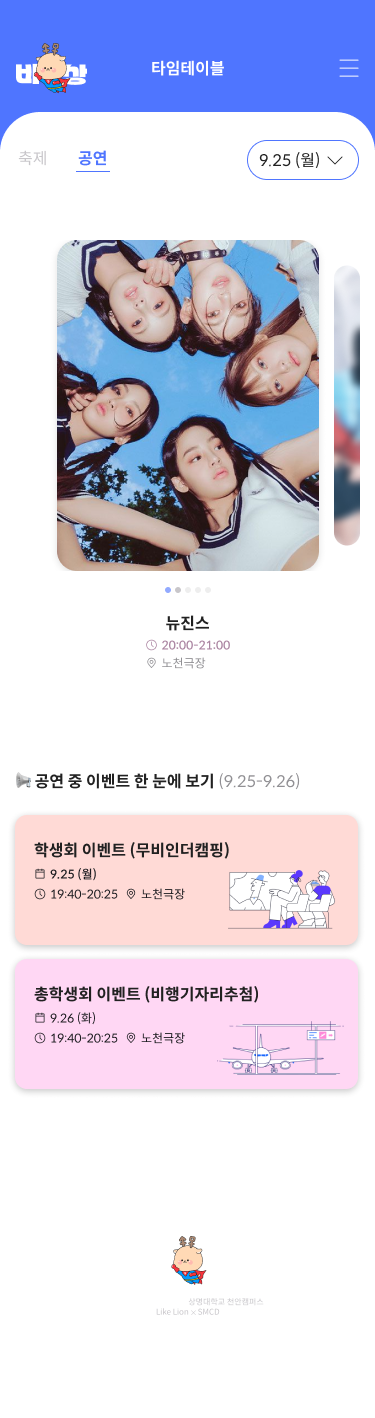 비상
타임테이블
축제
공연
9.25 (월)
뉴진스
20:00-21:00
노천극장
공연 중 이벤트 한 눈에 보기 (9.25-9.26)
학생회 이벤트 (무비인더캠핑)
9.25 (월)
19:40-20:25 노천극장
총학생회 이벤트 (비행기자리추첨)
9.26 (화)
19:40-20:25 노천극장
상명대학교 천안캠퍼스
Like Lion × SMCD